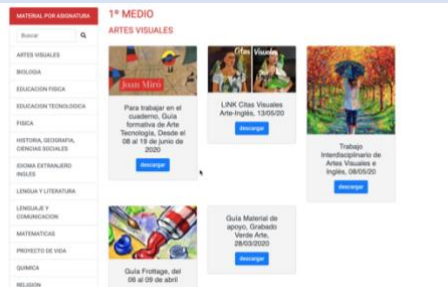 MATERIAL POR ASIGNATURA
Buscar
ARTES VISUALES
BIOLOGIA
EDUCACION FISICA
EDUCACION TECNOLOGICA
FISICA
HISTORIA, GEOGRAFIA,
CIENCIAS SOCIALES
IDIOMA EXTRANJERO
INGLES
LENGUA Y LITERATURA
LENGUAJE Y
COMUNICACION
MATEMATICAS
PROYECTO DE VIDA
QUIMICA
RELIGION
1º MEDIO
ARTES VISUALES
Joan Miró
Para trabajar en el
cuaderno, Guía
formativa de Arte
Tecnología, Desde el
08 al 19 de junio de
2020
descargar
Citas Visuales
LINK Citas Visuales
Arte-Inglés, 13/05/20
descargar
Trabajo
Interdisciplinario de
Artes Visuales e
Inglés, 08/05/20
descargar
Guía Frottage, del
06 al 09 de abril
Guía Material de
apoyo, Grabado
Verde Arte,
28/03/2020
descargar